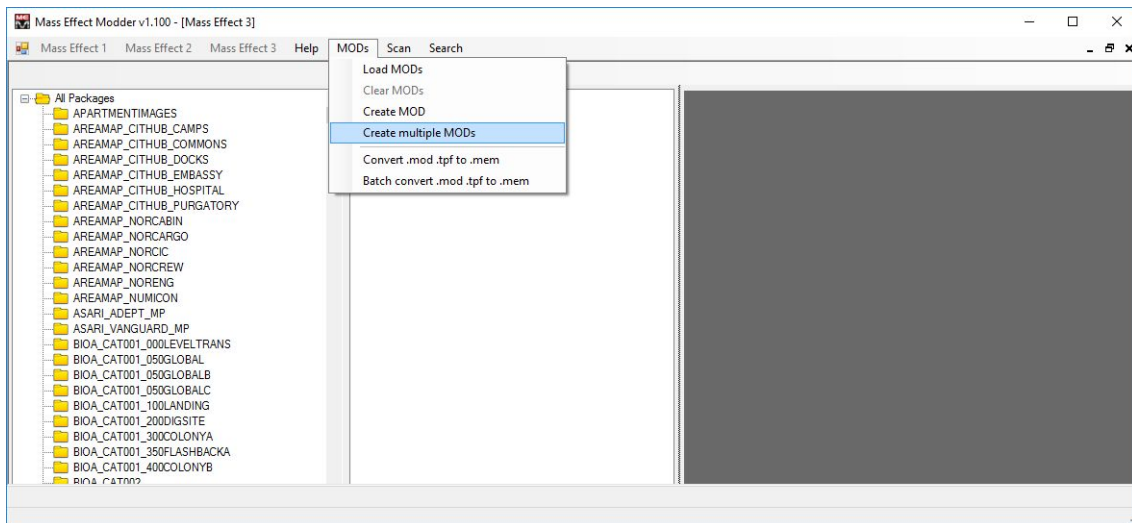 Mass Effect Modder v1.100 - [Mass Effect 3]
Mass Effect 1 Mass Effect 2 Mass Effect 3 Help MODs Scan Search
Load MODs
Clear MODs
Create MOD
Create multiple MODs
Convert .mod .tpf to .mem
Batch convert .mod .tpf to .mem
All Packages
APARTMENTIMAGES
AREAMAP_CITHUB_CAMPS
AREAMAP_CITHUB_COMMONS
AREAMAP_CITHUB_DOCKS
AREAMAP_CITHUB_EMBASSY
AREAMAP_CITHUB_HOSPITAL
AREAMAP_CITHUB_PURGATORY
AREAMAP_NORCABIN
AREAMAP_NORCARGO
AREAMAP_NORCIC
AREAMAP_NORCREW
AREAMAP_NORENG
AREAMAP_NUMICON
ASARI_ADEPT_MP
ASARI_VANGUARD_MP
BIOA_CAT001_000LEVELTRANS
BIOA_CAT001_050GLOBAL
BIOA_CAT001_050GLOBALB
BIOA_CAT001_050GLOBALC
BIOA_CAT001_100LANDING
BIOA_CAT001_200DIGSITE
BIOA_CAT001_300COLONYA
BIOA_CAT001_350FLASHBACKA
BIOA_CAT001_400COLONYB
BIOA_CAT002